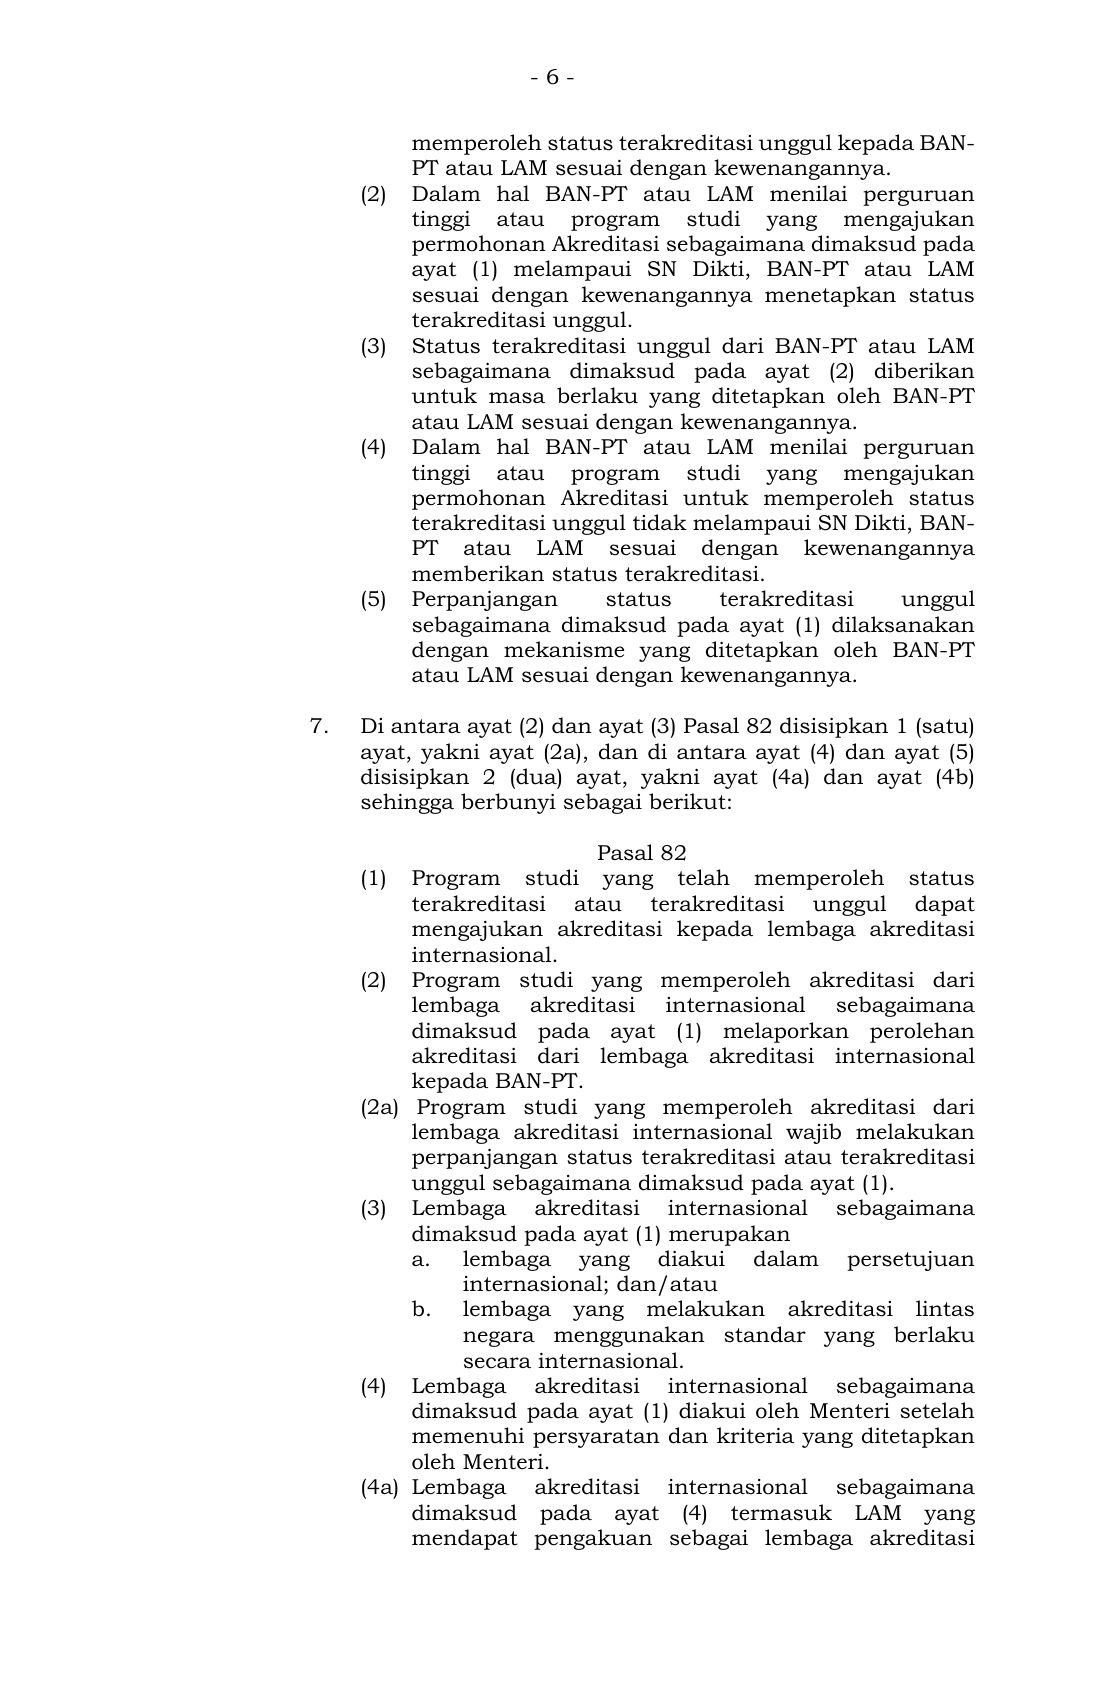 - 6 -
memperoleh status terakreditasi unggul kepada BAN-
PT atau LAM sesuai dengan kewenangannya.
(2) Dalam hal BAN-PT atau LAM menilai perguruan
tinggi atau program studi yang mengajukan
permohonan Akreditasi sebagaimana dimaksud pada
ayat (1) melampaui SN Dikti, BAN-PT atau LAM
sesuai dengan kewenangannya menetapkan status
terakreditasi unggul.
(3) Status terakreditasi unggul dari BAN-PT atau LAM
sebagaimana dimaksud pada ayat (2) diberikan
untuk masa berlaku yang ditetapkan oleh BAN-PT
atau LAM sesuai dengan kewenangannya.
(4) Dalam hal BAN-PT atau LAM menilai perguruan
tinggi atau program studi yang mengajukan
permohonan Akreditasi untuk memperoleh status
terakreditasi unggul tidak melampaui SN Dikti, BAN-
PT atau LAM sesuai dengan kewenangannya
memberikan status terakreditasi.
(5) Perpanjangan status terakreditasi unggul
sebagaimana dimaksud pada ayat (1) dilaksanakan
dengan mekanisme yang ditetapkan oleh BAN-PT
atau LAM sesuai dengan kewenangannya.
7. Di antara ayat (2) dan ayat (3) Pasal 82 disisipkan 1 (satu)
ayat, yakni ayat (2a), dan di antara ayat (4) dan ayat (5)
disisipkan 2 (dua) ayat, yakni ayat (4a) dan ayat (4b)
sehingga berbunyi sebagai berikut:
Pasal 82
(1) Program studi yang telah memperoleh status
terakreditasi atau terakreditasi unggul dapat
mengajukan akreditasi kepada lembaga akreditasi
internasional.
(2) Program studi yang memperoleh akreditasi dari
lembaga akreditasi internasional sebagaimana
dimaksud pada ayat (1) melaporkan perolehan
akreditasi dari lembaga akreditasi internasional
kepada BAN-PT.
(2a) Program studi yang memperoleh akreditasi dari
lembaga akreditasi internasional wajib melakukan
perpanjangan status terakreditasi atau terakreditasi
unggul sebagaimana dimaksud pada ayat (1).
(3) Lembaga akreditasi internasional sebagaimana
dimaksud pada ayat (1) merupakan
a. lembaga yang diakui dalam persetujuan
internasional; dan/atau
b. lembaga yang melakukan akreditasi lintas
negara menggunakan standar yang berlaku
secara internasional.
(4) Lembaga akreditasi internasional sebagaimana
dimaksud pada ayat (1) diakui oleh Menteri setelah
memenuhi persyaratan dan kriteria yang ditetapkan
oleh Menteri.
(4a) Lembaga akreditasi internasional sebagaimana
dimaksud pada ayat (4) termasuk LAM yang
mendapat pengakuan sebagai lembaga akreditasi